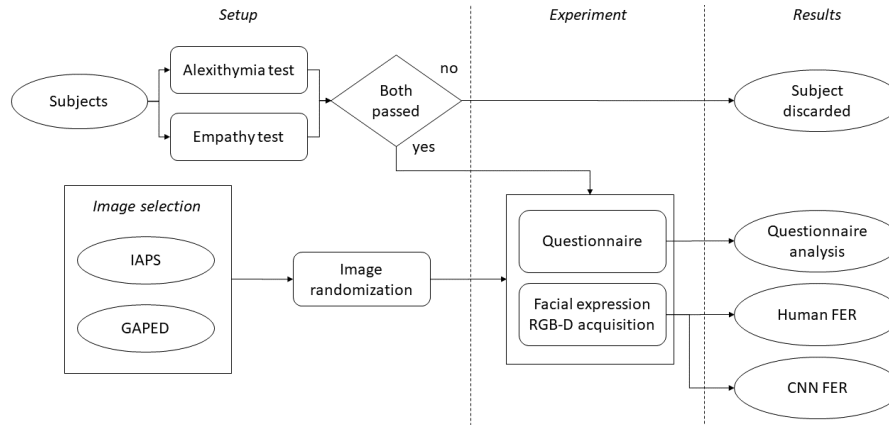 Setup
Experiment
Results
Subjects
Alexithymia test
Empathy test
Both
passed
no
yes
Subject
discarded
Image selection
IAPS
GAPED
Image
randomization
Questionnaire
Facial expression
RGB-D acquisition
Questionnaire
analysis
Human FER
CNN FER